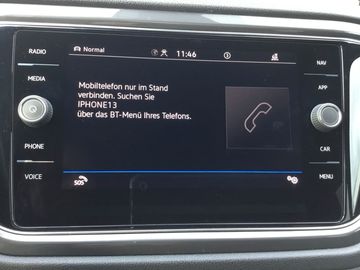 RADIO
MEDIA
PHONE
VOICE
Normal
11:46
Mobiltelefon nur im Stand
verbinden. Suchen Sie
IPHONE13
über das BT-Menü Ihres Telefons.
SOS
NAV
APP
CAR
MENU